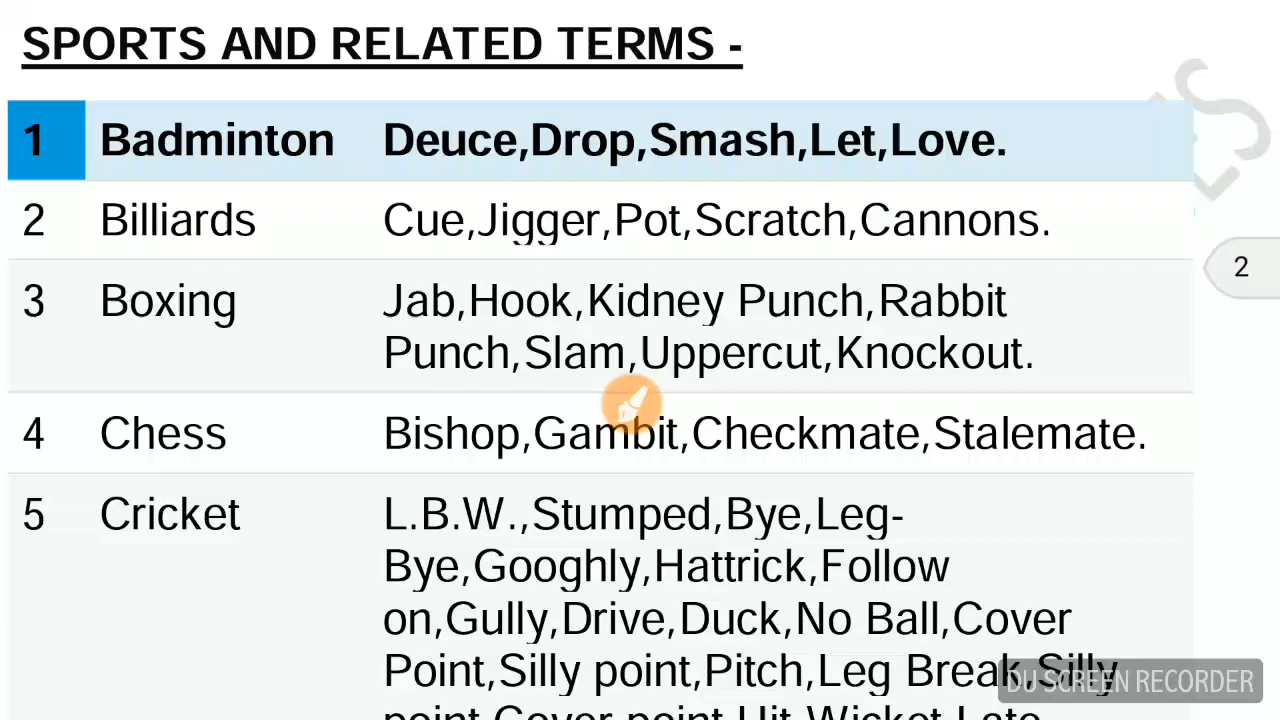 SPORTS AND RELATED TERMS -
1 Badminton Deuce,Drop,Smash,Let,Love.
2 Billiards Cue,Jigger,Pot,Scratch,Cannons.
2
3 Boxing Jab,Hook,Kidney Punch,Rabbit
Punch,Slam,Uppercut,Knockout.
4 Chess Bishop,Gambit,Checkmate,Stalemate.
5 Cricket L.B.W.,Stumped,Bye,Leg-
Bye,Googhly,Hattrick,Follow
on,Gully,Drive,Duck,No Ball,Cover
Point,Silly point,Pitch,Leg Break,Silly
point,Cover point,Hit Wicket,Late
DU SCREEN RECORDER